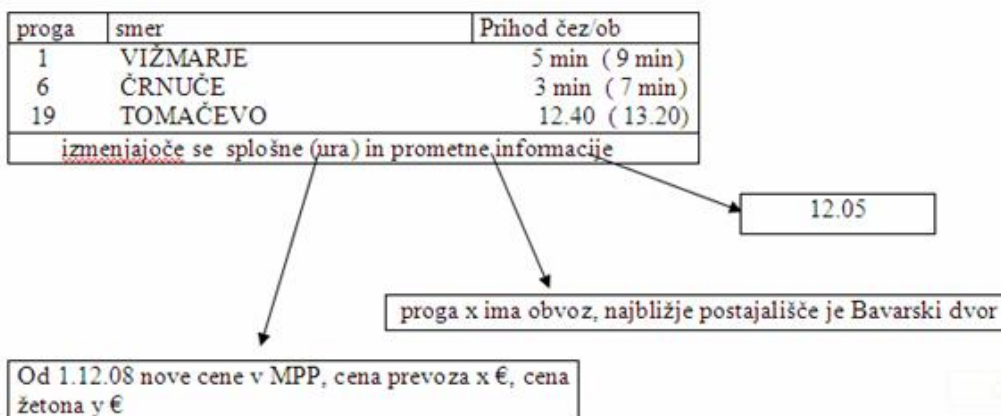 proga smer Prihod čez/ob
1 VIŽMARJE 5 min ( 9 min)
6 ČRNUČE 3 min ( 7 min)
19 TOMAČEVO 12.40 ( 13.20)
izmenjajoče se splošne (ura) in prometne informacije
12.05
proga x ima obvoz, najbližje postajališče je Bavarski dvor
Od 1.12.08 nove cene v MPP, cena prevoza x €, cena
žetona y €